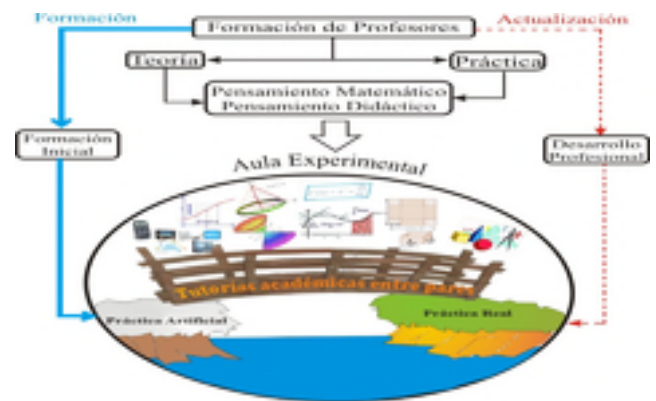 Formación
Actualización
Formación de Profesores
Teoría
Práctica
Pensamiento Matemático
Pensamiento Didáctico
Formación
Inicial
Desarrollo
Profesional
Aula Experimental
Tutorías académicas entre pares
Práctica Artificial
Práctica Real